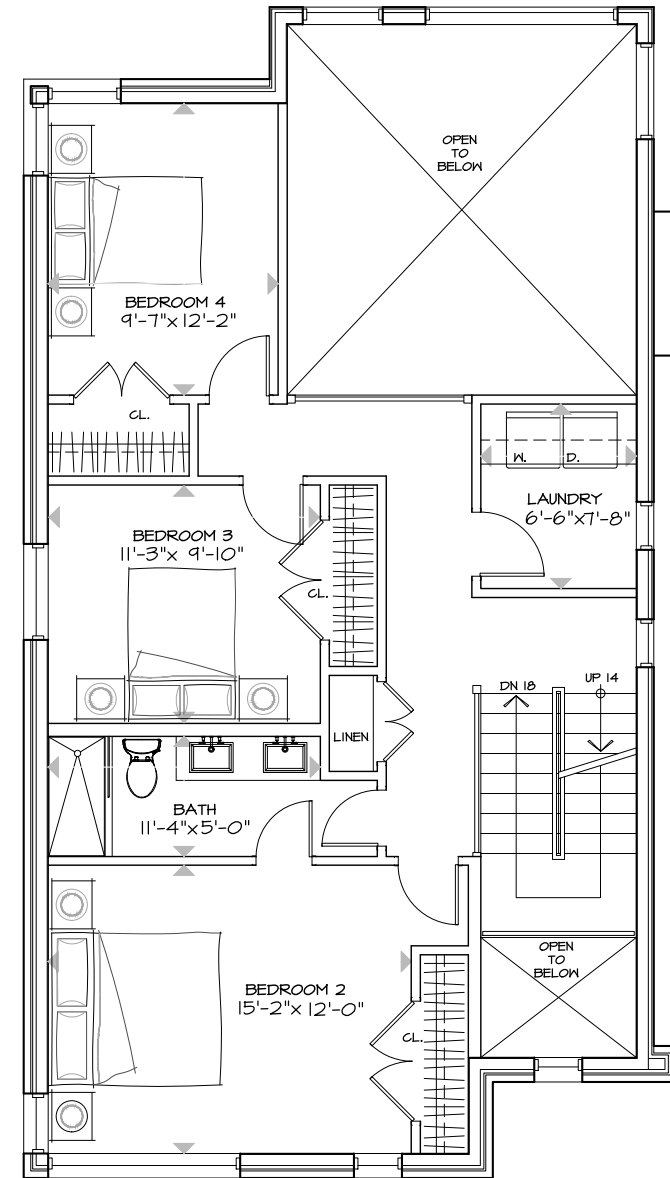 OPEN
TO
BELOW
BEDROOM 4
9'-7"x 12'-2"
CL.
W. D.
LAUNDRY
6'-6"x7'-8"
BEDROOM 3
11'-3"x 9'-10"
CL.
DN 18
UP 14
LINEN
BATH
11'-4"x5'-0"
OPEN
TO
BELOW
BEDROOM 2
15'-2"x 12'-0"
CL.